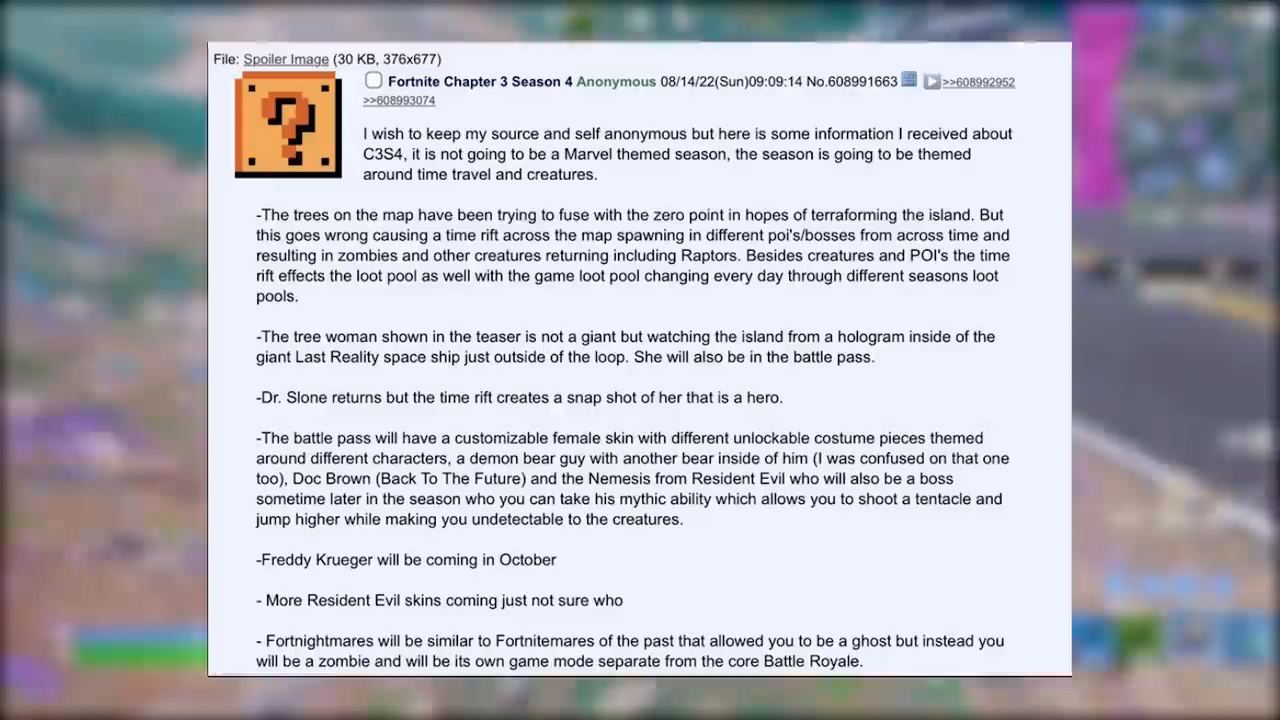 File: Spoiler Image (30 KB, 376x677)
Fortnite Chapter 3 Season 4 Anonymous 08/14/22(Sun)09:09:14 No.608991663 >>608992952
>>608993074
I wish to keep my source and self anonymous but here is some information I received about
C3S4, it is not going to be a Marvel themed season, the season is going to be themed
around time travel and creatures.
-The trees on the map have been trying to fuse with the zero point in hopes of terraforming the island. But
this goes wrong causing a time rift across the map spawning in different poi's/bosses from across time and
resulting in zombies and other creatures returning including Raptors. Besides creatures and POI's the time
rift effects the loot pool as well with the game loot pool changing every day through different seasons loot
pools.
-The tree woman shown in the teaser is not a giant but watching the island from a hologram inside of the
giant Last Reality space ship just outside of the loop. She will also be in the battle pass.
-Dr. Slone returns but the time rift creates a snap shot of her that is a hero.
-The battle pass will have a customizable female skin with different unlockable costume pieces themed
around different characters, a demon bear guy with another bear inside of him (I was confused on that one
too), Doc Brown (Back To The Future) and the Nemesis from Resident Evil who will also be a boss
sometime later in the season who you can take his mythic ability which allows you to shoot a tentacle and
jump higher while making you undetectable to the creatures.
-Freddy Krueger will be coming in October
- More Resident Evil skins coming just not sure who
- Fortnightmares will be similar to Fortnitemares of the past that allowed you to be a ghost but instead you
will be a zombie and will be its own game mode separate from the core Battle Royale.